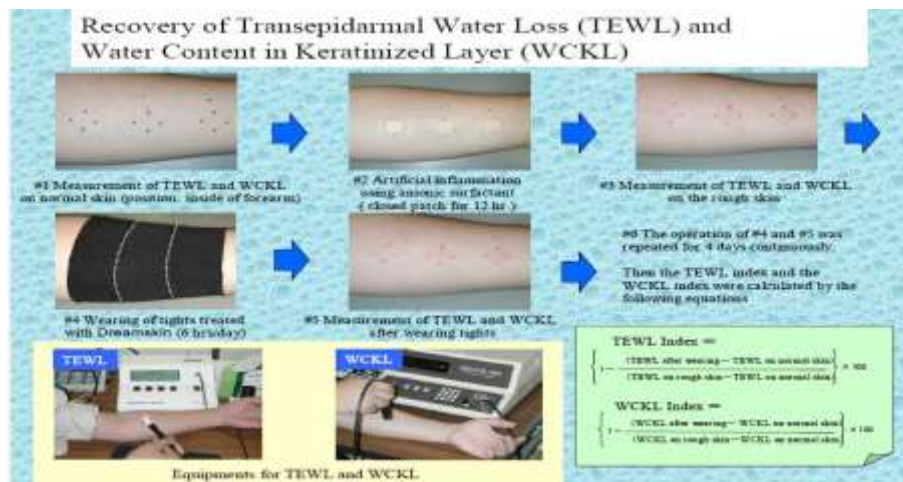 Recovery of Transepidarmal Water Loss (TEWL) and
Water Content in Keratinized Layer (WCKL)
#1 Measurement of TEWL and WCKL
on normal skin (position: inside of forearm)
#2 Artificial inflammation
using anionic surfactant
( closed patch for 12 hr )
#3 Measurement of TEWL and WCKL
on the rough skin
#4 Wearing of tights treated
with Dreamskin (6 hrs/day)
#5 Measurement of TEWL and WCKL
after wearing tights
#6 The operation of #4 and #5 was
repeated for 4 days continuously.
Then the TEWL index and the
WCKL index were calculated by the
following equations
TEWL
WCKL
Equipments for TEWL and WCKL
TEWL Index =
{ 1 - (TEWL after wearing - TEWL on normal skin)
(TEWL on rough skin - TEWL on normal skin) } × 100
WCKL Index =
{ 1 - (WCKL after wearing - WCKL on normal skin)
(WCKL on rough skin - WCKL on normal skin) } × 100